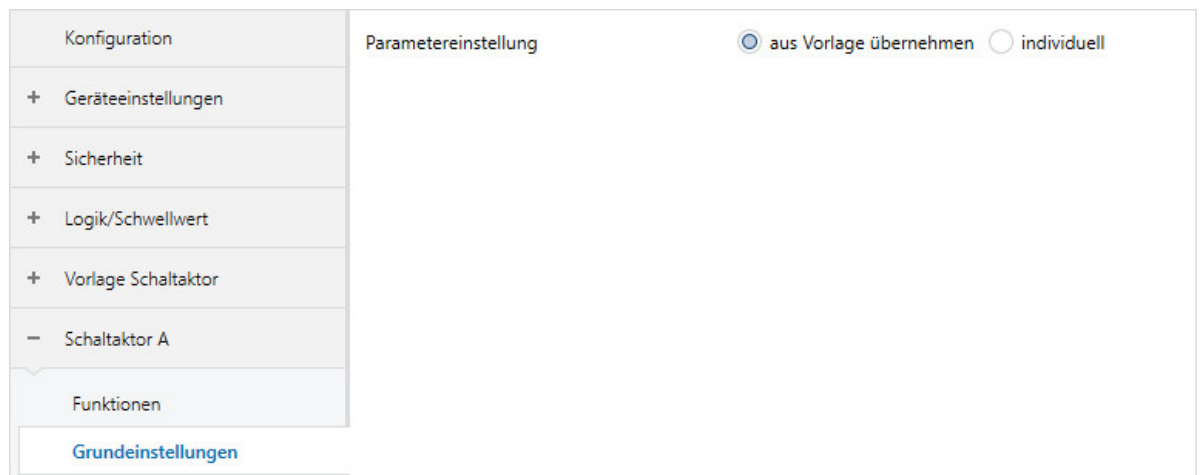 Konfiguration
Parametereinstellung aus Vorlage übernehmen individuell
+ Geräteeinstellungen
+ Sicherheit
+ Logik/Schwellwert
+ Vorlage Schaltaktor
− Schaltaktor A
Funktionen
Grundeinstellungen